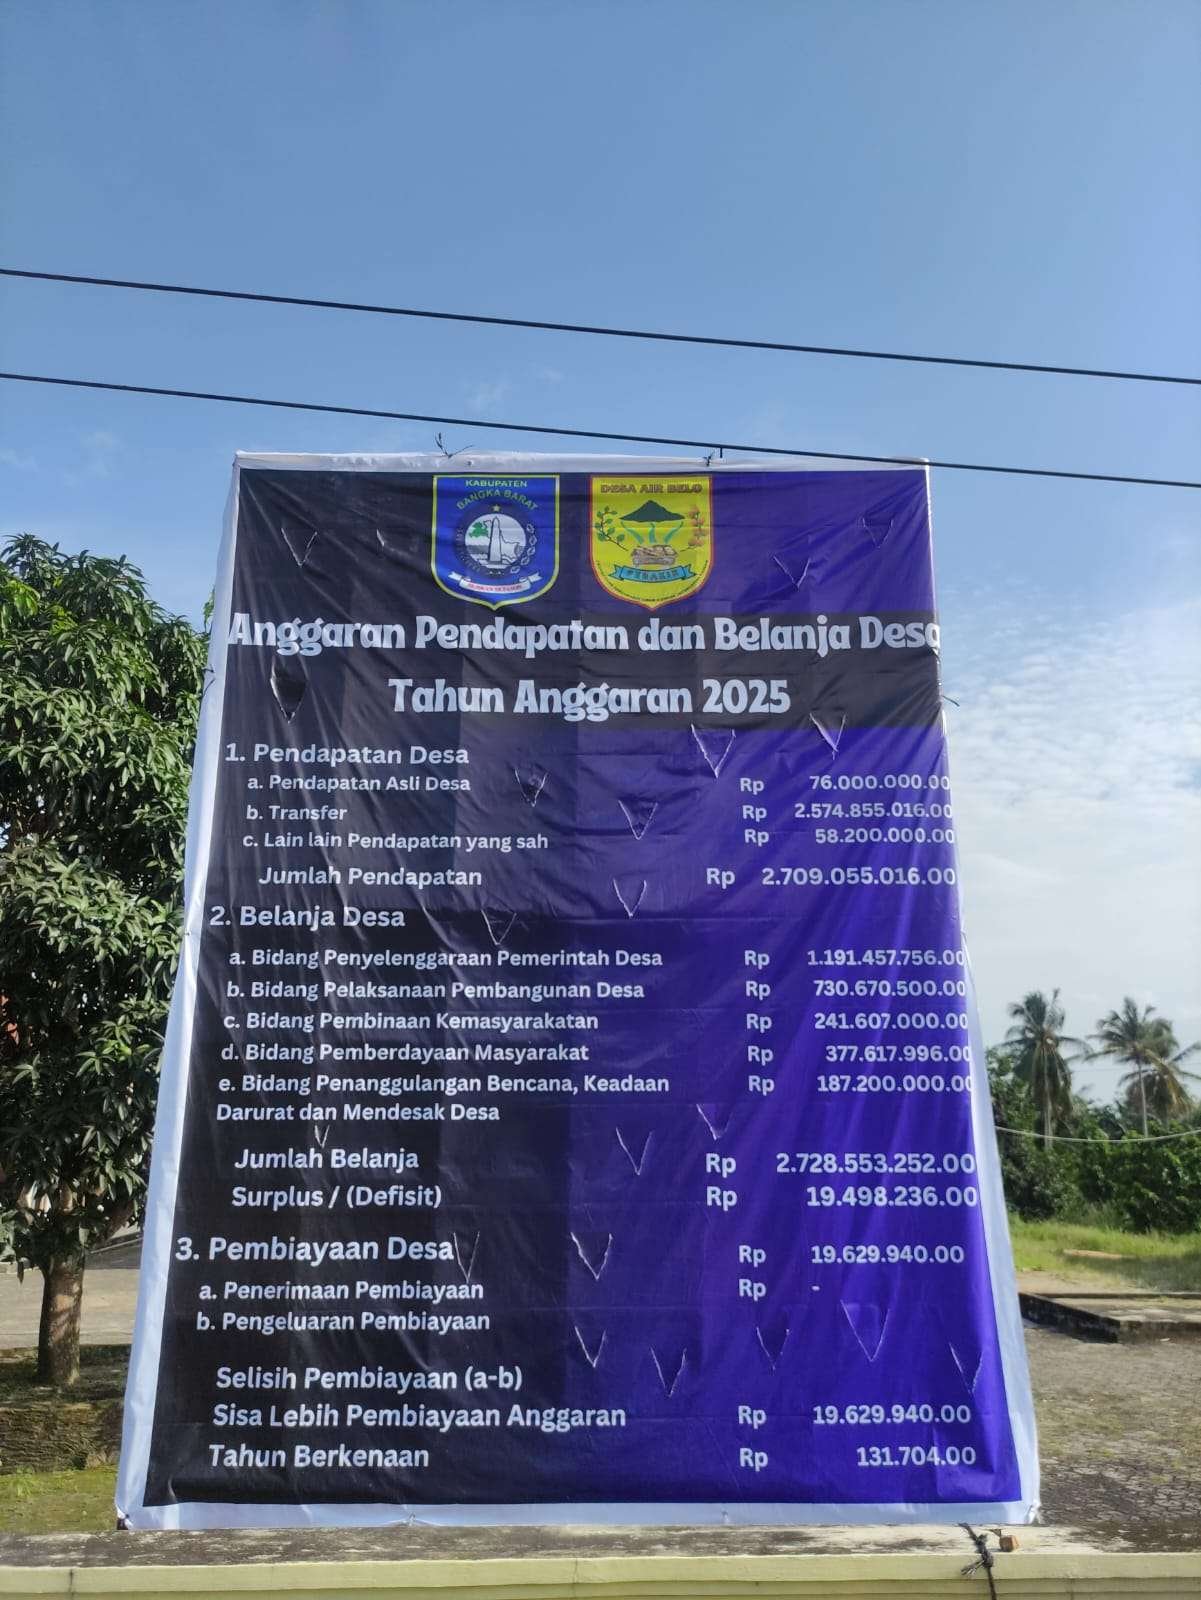 KABUPATEN
BANGKA BARAT
DESA AIR BELO
Anggaran Pendapatan dan Belanja Desa
Tahun Anggaran 2025
1. Pendapatan Desa
a. Pendapatan Asli Desa Rp 76.000.000.00
b. Transfer Rp 2.574.855.016.00
c. Lain lain Pendapatan yang sah Rp 58.200.000.00
Jumlah Pendapatan Rp 2.709.055.016.00
2. Belanja Desa
a. Bidang Penyelenggaraan Pemerintah Desa Rp 1.191.457.756.00
b. Bidang Pelaksanaan Pembangunan Desa Rp 730.670.500.00
c. Bidang Pembinaan Kemasyarakatan Rp 241.607.000.00
d. Bidang Pemberdayaan Masyarakat Rp 377.617.996.00
e. Bidang Penanggulangan Bencana, Keadaan Rp 187.200.000.00
Darurat dan Mendesak Desa
Jumlah Belanja Rp 2.728.553.252.00
Surplus / (Defisit) Rp 19.498.236.00
3. Pembiayaan Desa Rp 19.629.940.00
a. Penerimaan Pembiayaan Rp -
b. Pengeluaran Pembiayaan
Selisih Pembiayaan (a-b)
Sisa Lebih Pembiayaan Anggaran Rp 19.629.940.00
Tahun Berkenaan Rp 131.704.00